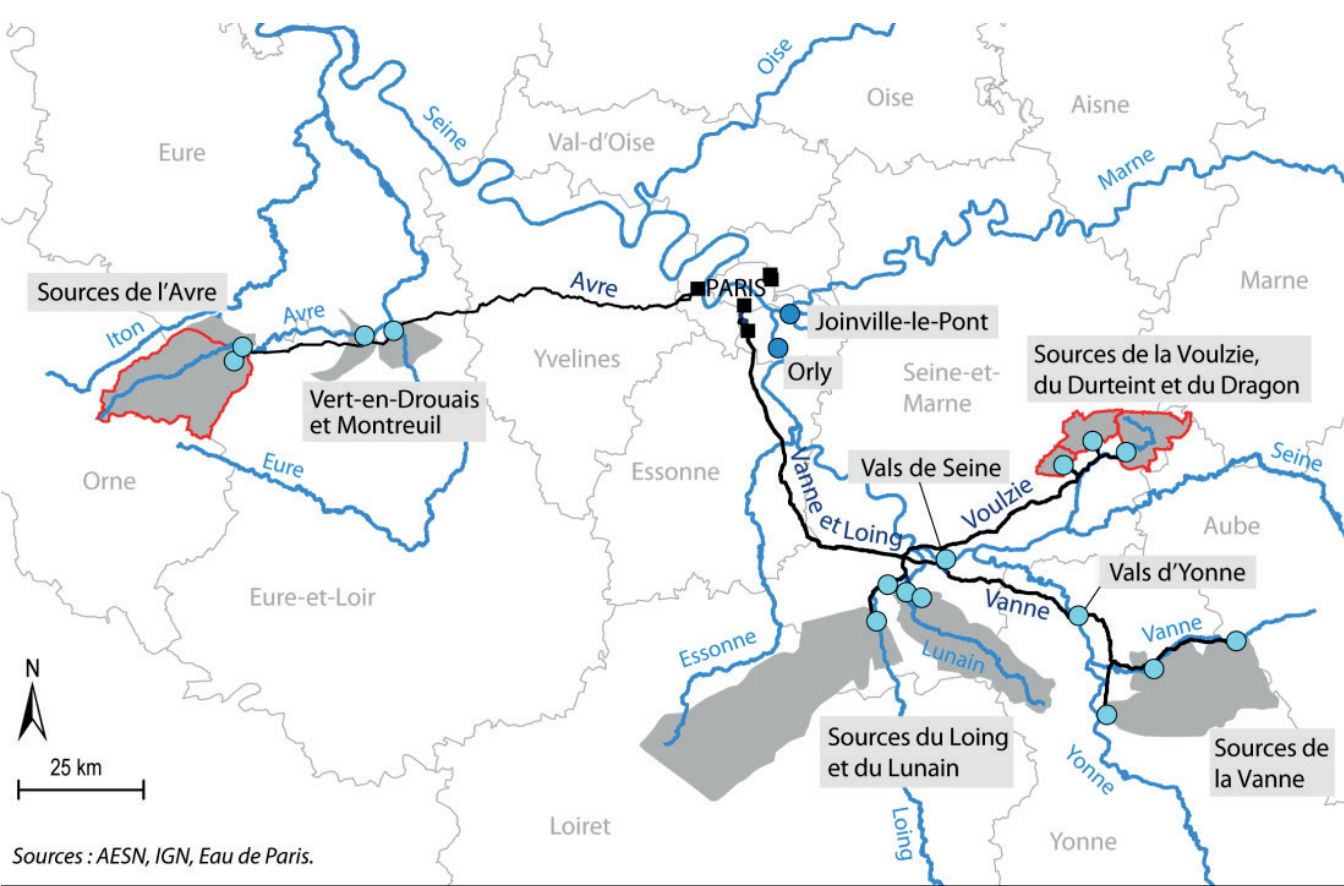 Oise
Oise
Aisne
Seine
Eure
Val-d'Oise
Marne
Sources de l'Avre
Avre
PARIS
Marne
Iton
Avre
Joinville-le-Pont
Yvelines
Orly
Seine-et-
Marne
Sources de la Voulzie,
du Durteint et du Dragon
Vert-en-Drouais
et Montreuil
Orne
Eure
Essonne
Vanne et Loing
Vals de Seine
Voulzie
Seine
Aube
Eure-et-Loir
Vals d'Yonne
Vanne
Vanne
Essonne
Lunain
N
25 km
Sources du Loing
et du Lunain
Sources de
la Vanne
Yonne
Loing
Loiret
Yonne
Sources : AESN, IGN, Eau de Paris.